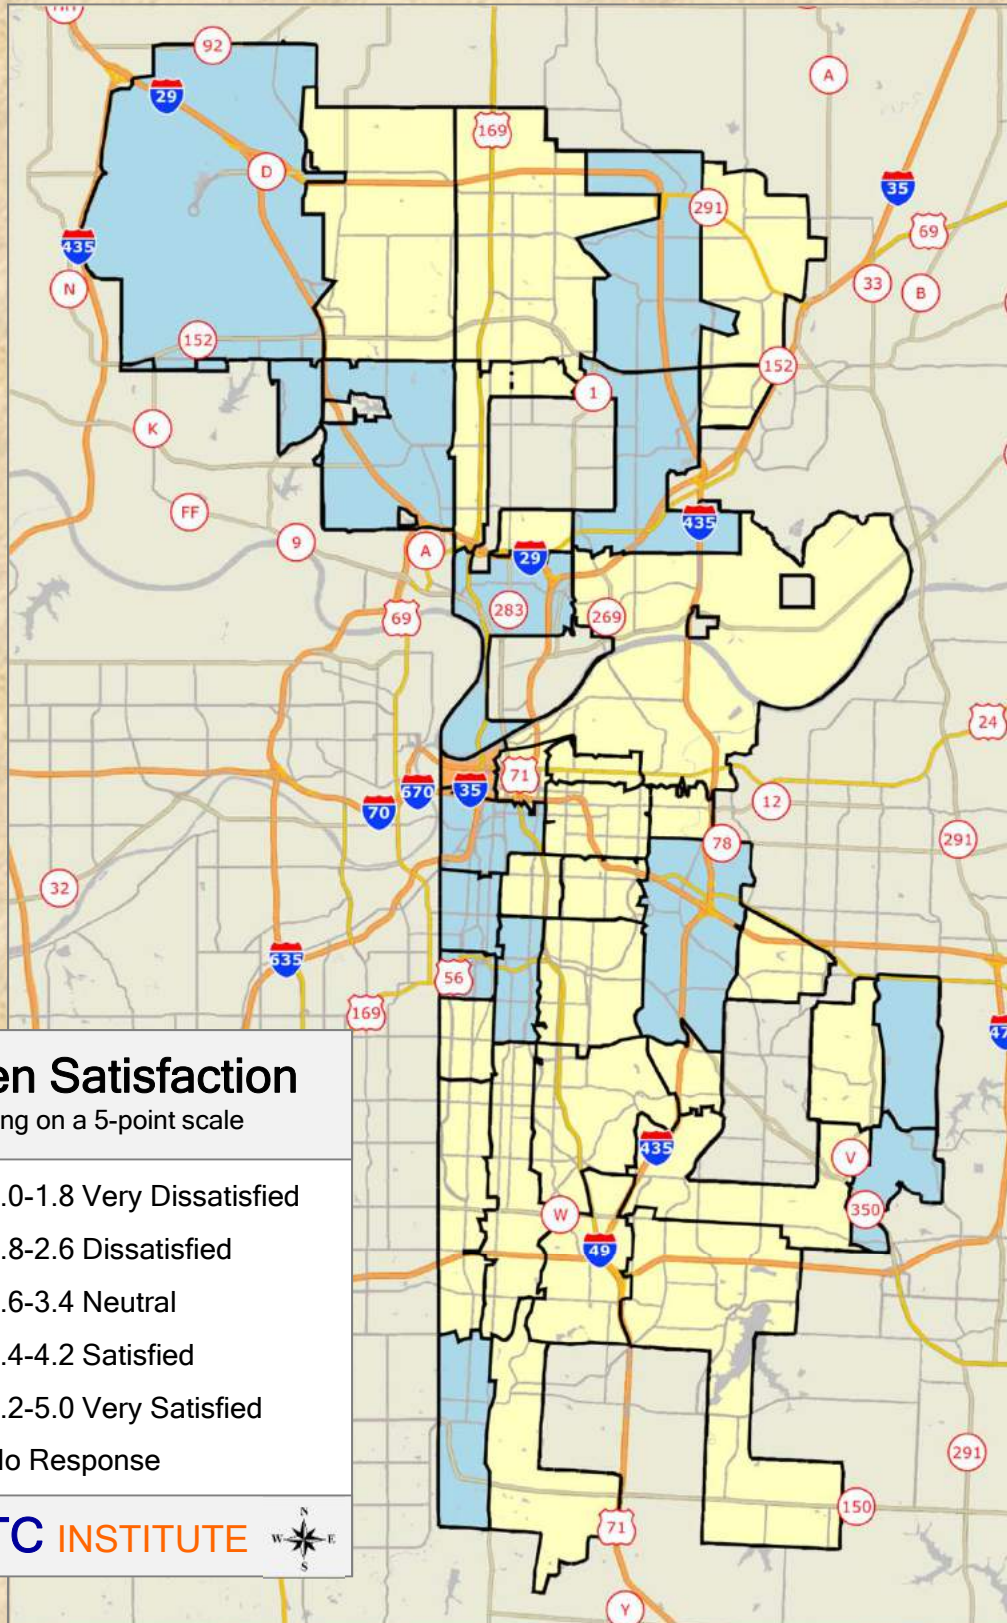 92
A
29
169
D
35
291
69
435
N
33
B
152
152
1
K
FF
435
9
A
29
283
269
69
24
71
670
35
12
70
78
291
32
635
56
169
en Satisfaction
ng on a 5-point scale
435
V
350
.0-1.8 Very Dissatisfied
W
.8-2.6 Dissatisfied
49
.6-3.4 Neutral
.4-4.2 Satisfied
.2-5.0 Very Satisfied
lo Response
291
150
TC INSTITUTE
N
W
E
S
71
Y